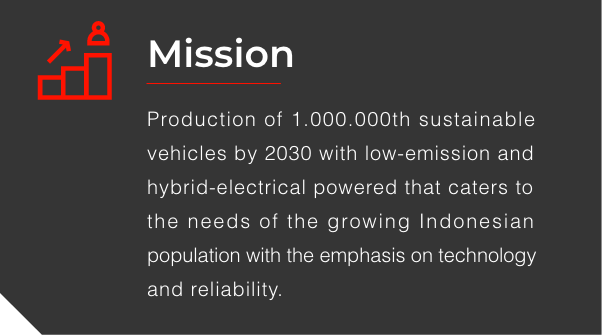 Mission
Production of 1.000.000th sustainable
vehicles by 2030 with low-emission and
hybrid-electrical powered that caters to
the needs of the growing Indonesian
population with the emphasis on technology
and reliability.